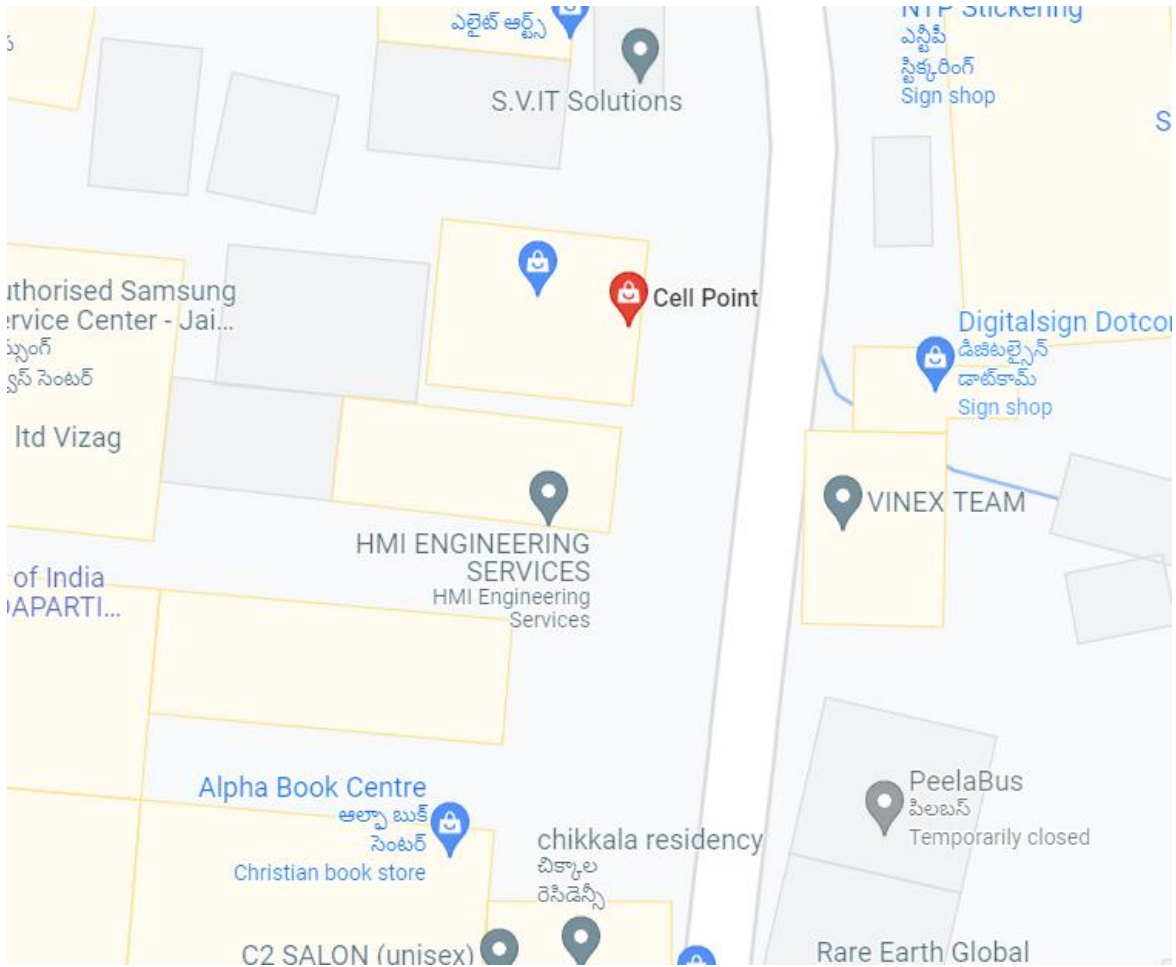 ఎలైట్ ఆర్ట్స్
S.V.IT Solutions
NTP Stickering
ఎన్టీపీ
స్టిక్కరింగ్
Sign shop
S
Cell Point
uthorised Samsung
ervice Center - Jai...
మ్సుంగ్
్వీస్ సెంటర్
ltd Vizag
Digitalsign Dotcor
డిజిటల్సైన్
డాట్‌కామ్
Sign shop
VINEX TEAM
HMI ENGINEERING
SERVICES
HMI Engineering
Services
of India
DAPARTI...
Alpha Book Centre
ఆల్ఫా బుక్
సెంటర్
Christian book store
chikkala residency
చిక్కాల
రెసిడెన్సీ
PeelaBus
పిలబస్
Temporarily closed
C2 SALON (unisex)
Rare Earth Global